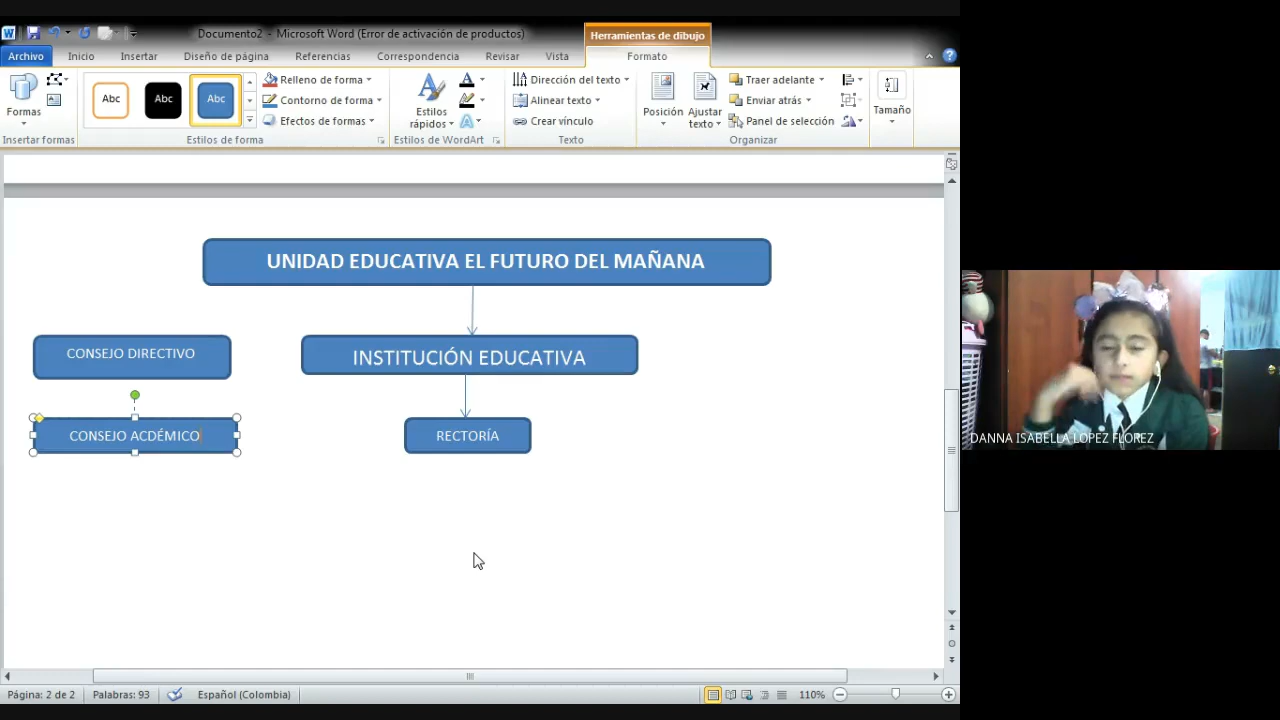 Documento2 - Microsoft Word (Error de activación de productos)
Herramientas de dibujo
Archivo Inicio Insertar Diseño de página Referencias Correspondencia Revisar Vista Formato
Formas
Insertar formas
Abc Abc Abc
Relleno de forma
Contorno de forma
Efectos de formas
Estilos de forma
Estilos rápidos
Estilos de WordArt
Dirección del texto
Alinear texto
Crear vínculo
Texto
Posición
Ajustar texto
Traer adelante
Enviar atrás
Panel de selección
Organizar
Tamaño
UNIDAD EDUCATIVA EL FUTURO DEL MAÑANA
CONSEJO DIRECTIVO
INSTITUCIÓN EDUCATIVA
CONSEJO ACDÉMICO
RECTORÍA
DANNA ISABELLA LOPEZ FLOREZ
Página: 2 de 2 Palabras: 93 Español (Colombia) 110%